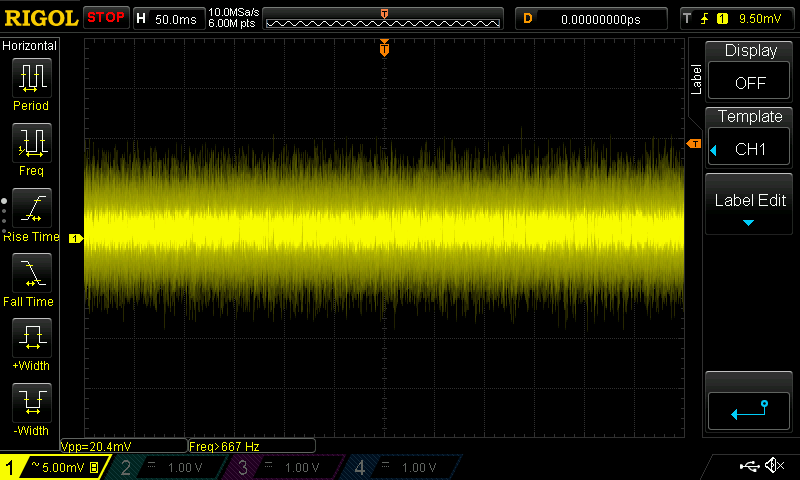 RIGOL STOP H 50.0ms 10.0MSa/s D 0.00000000ps T 1 9.50mV
6.00M pts
T
Horizontal
Period
Freq
Rise Time
Fall Time
+Width
-Width
T
1
T
Label
Display
OFF
Template
CH1
Label Edit
Vpp=20.4mV Freq>667 Hz
1 ~ 5.00mV B 2 1.00 V 3 1.00 V 4 1.00 V